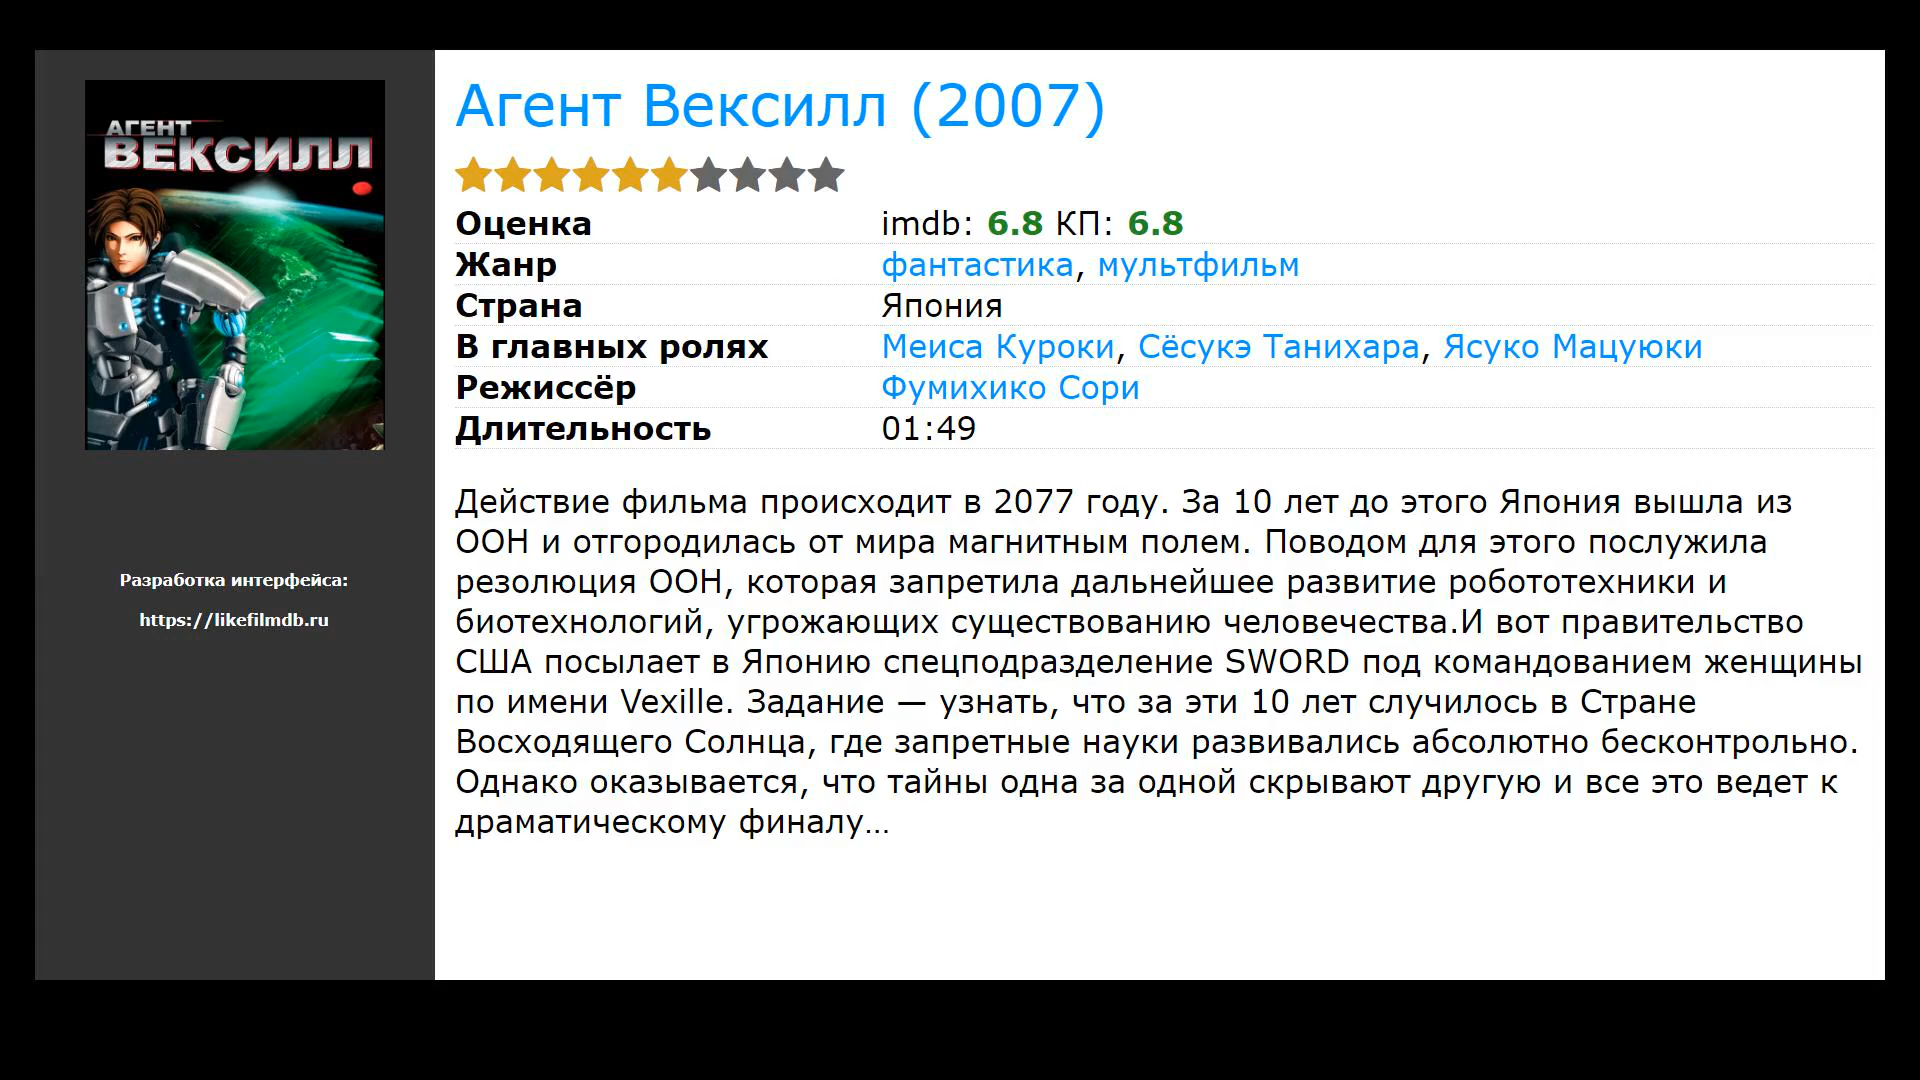 АГЕНТ
ВЕКСИЛЛ
Разработка интерфейса:
https://likefilmdb.ru
Агент Вексилл (2007)
Оценка imdb: 6.8 КП: 6.8
Жанр фантастика, мультфильм
Страна Япония
В главных ролях Меиса Куроки, Сёсукэ Танихара, Ясуко Мацуюки
Режиссёр Фумихико Сори
Длительность 01:49
Действие фильма происходит в 2077 году. За 10 лет до этого Япония вышла из
ООН и отгородилась от мира магнитным полем. Поводом для этого послужила
резолюция ООН, которая запретила дальнейшее развитие робототехники и
биотехнологий, угрожающих существованию человечества.И вот правительство
США посылает в Японию спецподразделение SWORD под командованием женщины
по имени Vexille. Задание — узнать, что за эти 10 лет случилось в Стране
Восходящего Солнца, где запретные науки развивались абсолютно бесконтрольно.
Однако оказывается, что тайны одна за одной скрывают другую и все это ведет к
драматическому финалу…